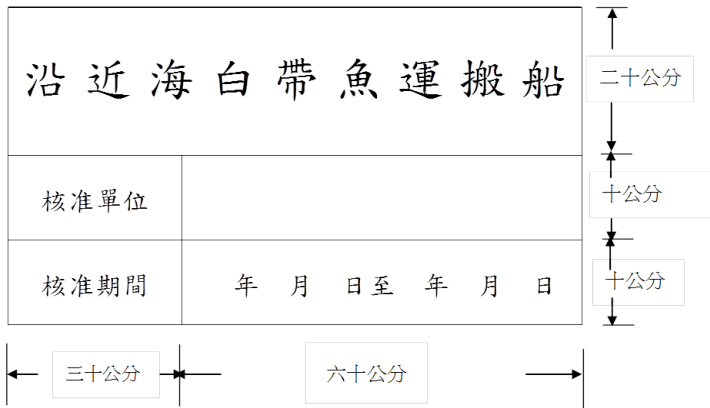 沿近海白帶魚運搬船
二十公分
核准單位
十公分
核准期間 年 月 日至 年 月 日
十公分
三十公分 六十公分